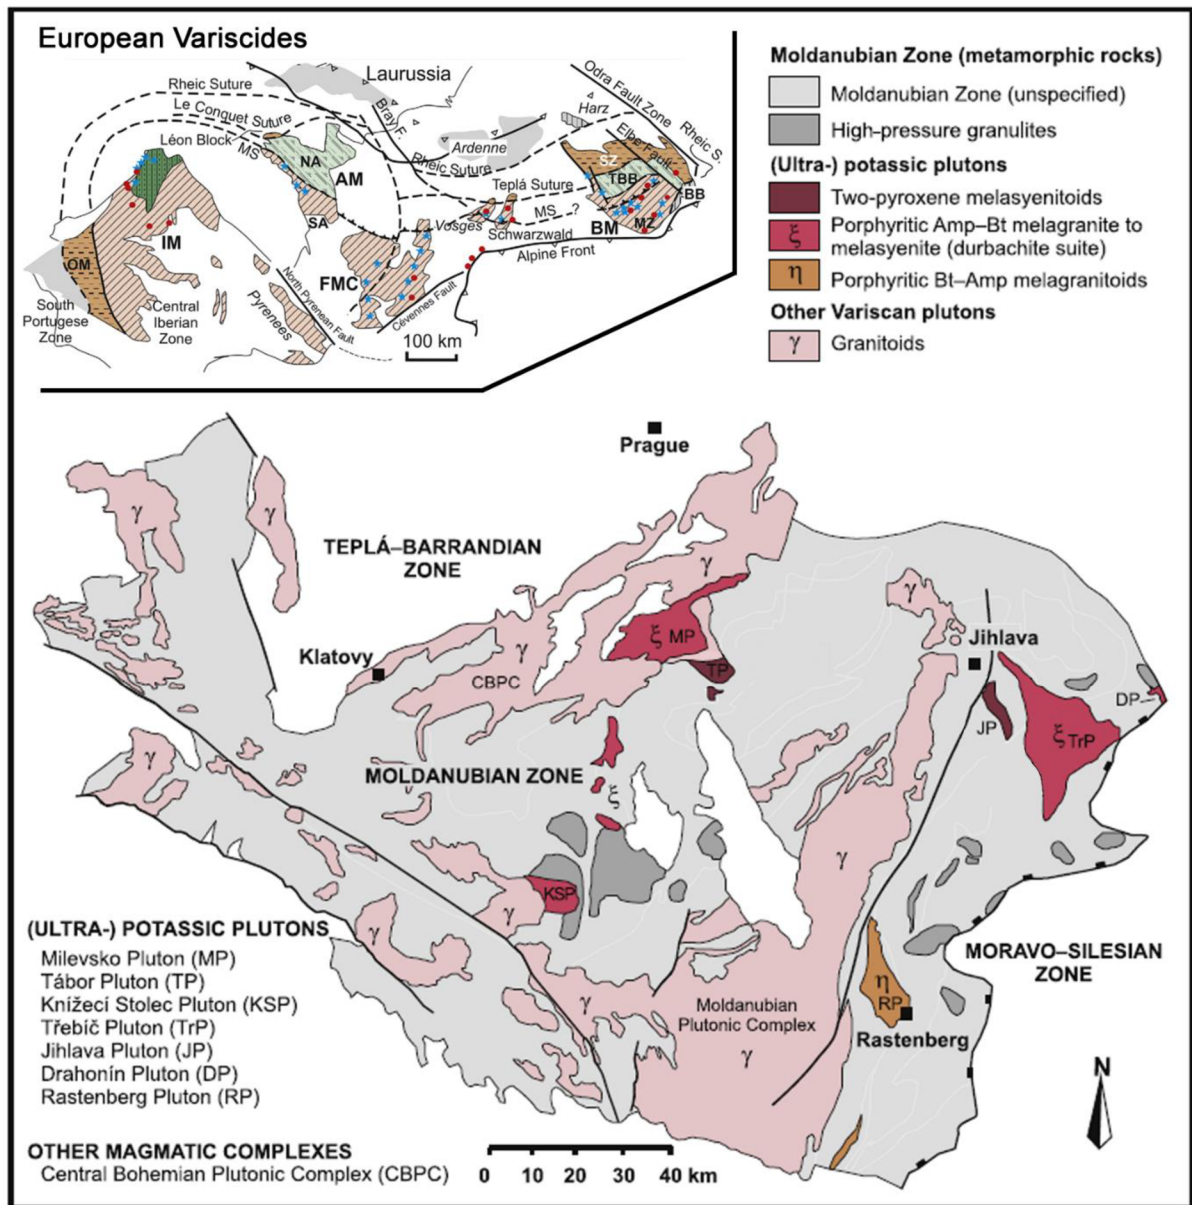 European Variscides
Laurussia
Rheic Suture
Le Conquet Suture
Léon Block
MS
Bray F.
Harz
Odra Fault Zone
Elbe Fault
Rheic S.
Ardenne
Rheic Suture
NA
AM
SA
SZ
TBB
BB
Teplá Suture
MS ?
BM
MZ
Vosges
Schwarzwald
Alpine Front
IM
OM
FMC
South
Portugese
Zone
Central
Iberian
Zone
Pyrenees
North Pyrenean Fault
Cévennes Fault
100 km
Moldanubian Zone (metamorphic rocks)
Moldanubian Zone (unspecified)
High–pressure granulites
(Ultra-) potassic plutons
Two-pyroxene melasyenitoids
ξ Porphyritic Amp–Bt melagranite to
melasyenite (durbachite suite)
η Porphyritic Bt–Amp melagranitoids
Other Variscan plutons
γ Granitoids
Prague
γ
γ
TEPLÁ–BARRANDIAN
ZONE
γ
γ
Klatovy
γ
CBPC
ξ MP
TP
Jihlava
DP
JP
ξ TrP
γ
MOLDANUBIAN ZONE
ξ
γ
KSP
γ
γ
(ULTRA-) POTASSIC PLUTONS
Milevsko Pluton (MP)
Tábor Pluton (TP)
Knížecí Stolec Pluton (KSP)
Třebíč Pluton (TrP)
Jihlava Pluton (JP)
Drahonín Pluton (DP)
Rastenberg Pluton (RP)
MORAVO–SILESIAN
ZONE
η
RP
Rastenberg
γ
Moldanubian
Plutonic Complex
γ
N
OTHER MAGMATIC COMPLEXES
Central Bohemian Plutonic Complex (CBPC)
0 10 20 30 40 km